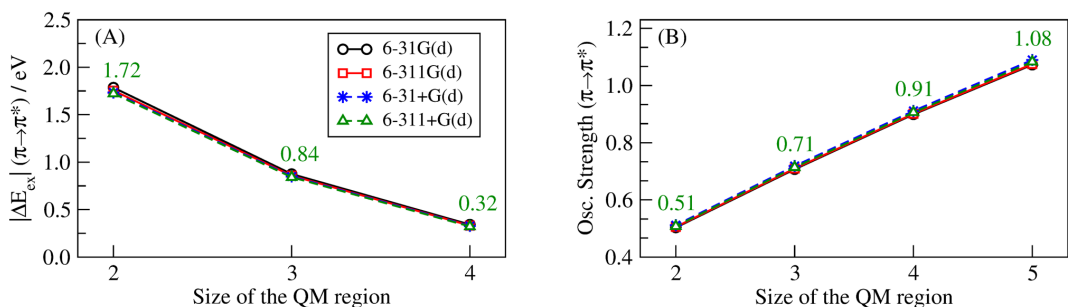 (A)
6-31G(d)
6-311G(d)
6-31+G(d)
6-311+G(d)
1.72
0.84
0.32
2.5
2.0
1.5
1.0
0.5
0.0
2
3
4
|ΔE_ex| (π→π*) / eV
Size of the QM region
(B)
0.51
0.71
0.91
1.08
1.2
1.0
0.8
0.6
0.4
2
3
4
5
Osc. Strength (π→π*)
Size of the QM region